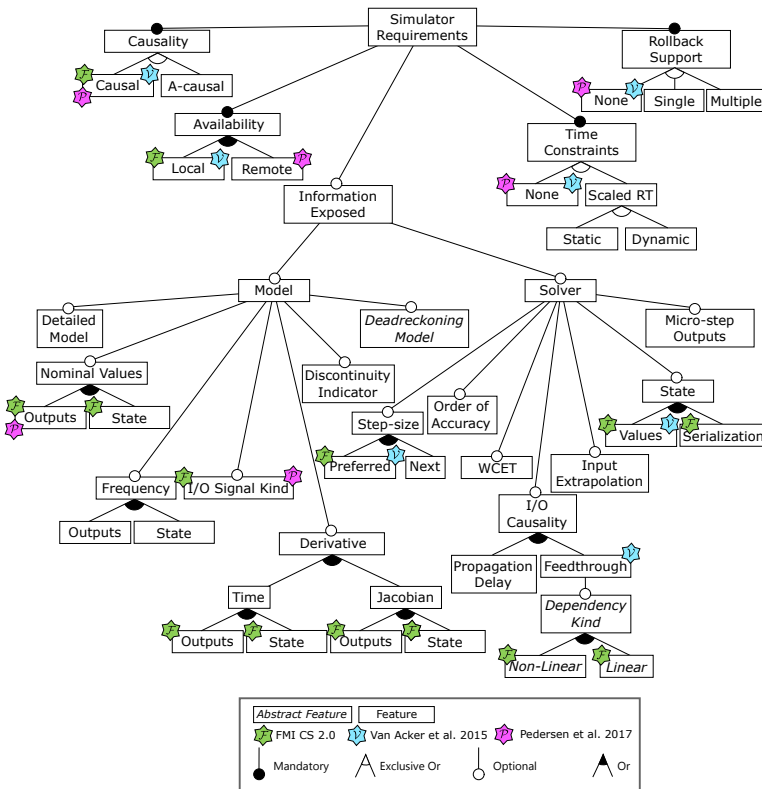 Simulator
Requirements
Causality
Rollback
Support
F
V
Causal
A-causal
P
P
V
None
Single
Multiple
Availability
F
V
P
Local
Remote
Time
Constraints
P
V
None
Scaled RT
Information
Exposed
Static
Dynamic
Model
Solver
Detailed
Model
Deadreckoning
Model
Micro-step
Outputs
Nominal Values
Discontinuity
Indicator
State
F
F
Outputs
State
P
Step-size
Order of
Accuracy
F
V
F
Values
Serialization
F
V
Preferred
Next
WCET
Input
Extrapolation
Frequency
F
P
I/O Signal Kind
I/O
Causality
Outputs
State
Derivative
Propagation
Delay
V
Feedthrough
Time
Jacobian
Dependency
Kind
F
F
F
F
Outputs
State
Outputs
State
F
F
Non-Linear
Linear
Abstract Feature
Feature
F FMI CS 2.0
V Van Acker et al. 2015
P Pedersen et al. 2017
Mandatory
Exclusive Or
Optional
Or